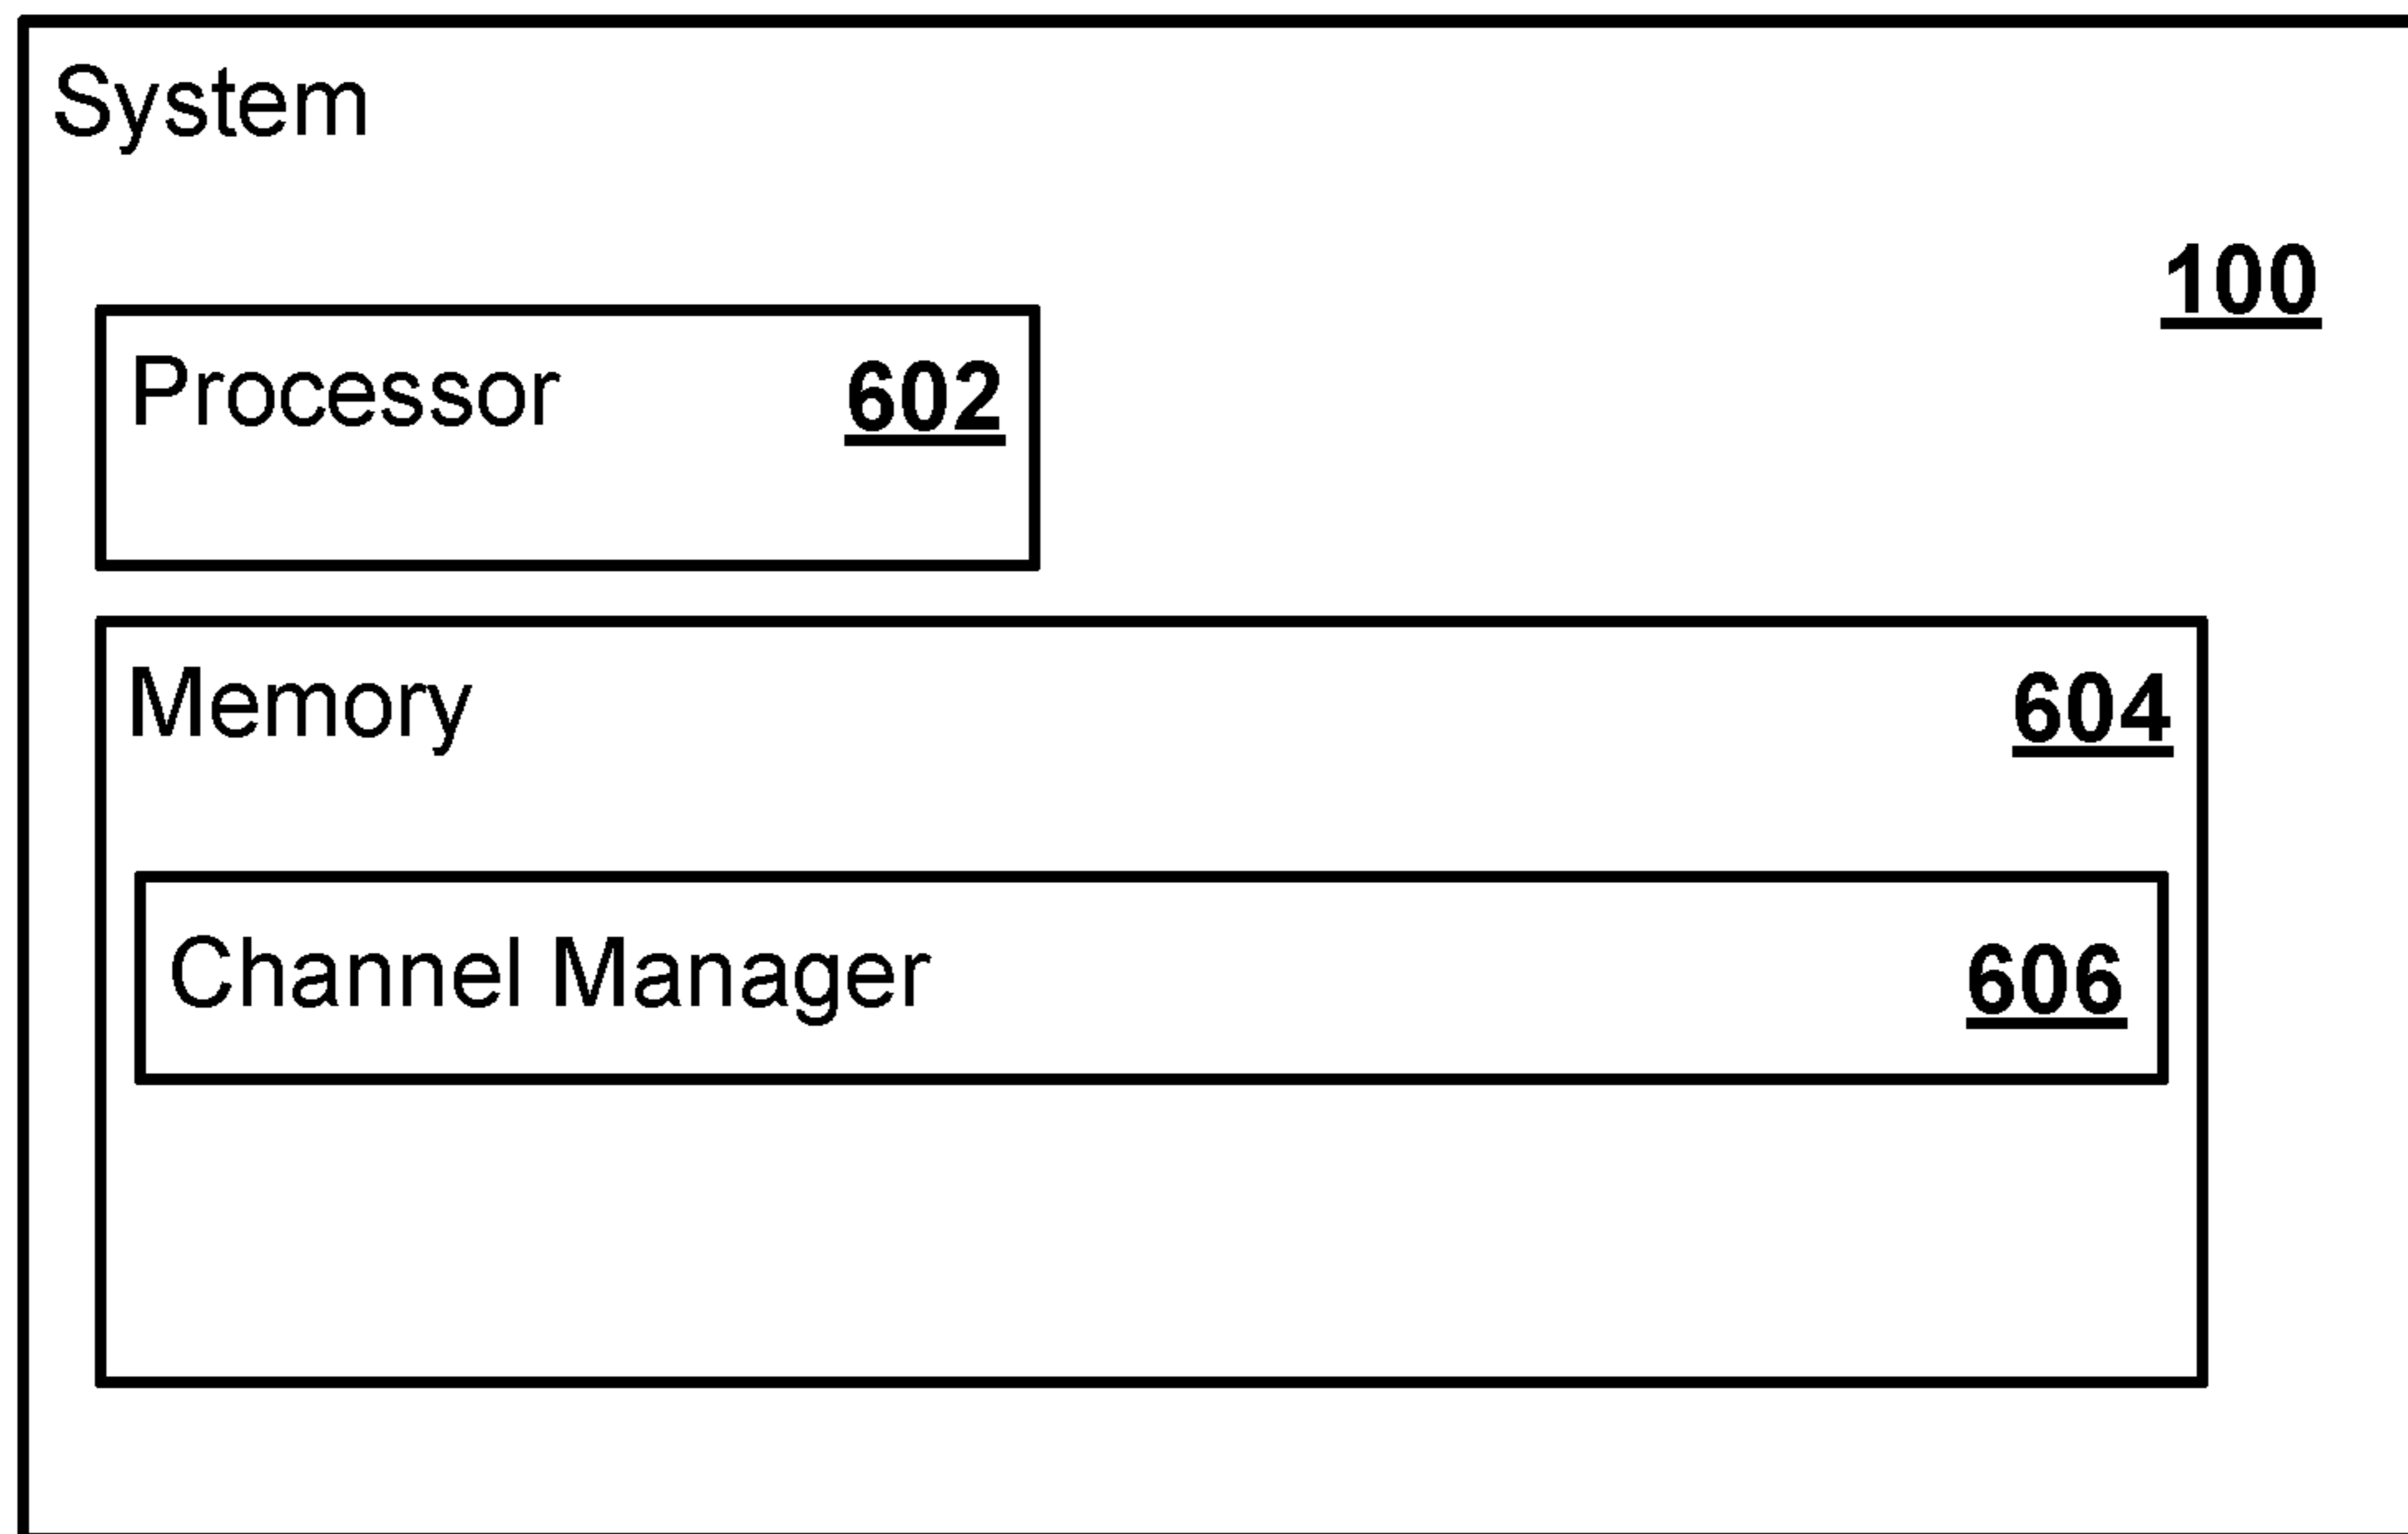 System
100
Processor 602
Memory 604
Channel Manager 606